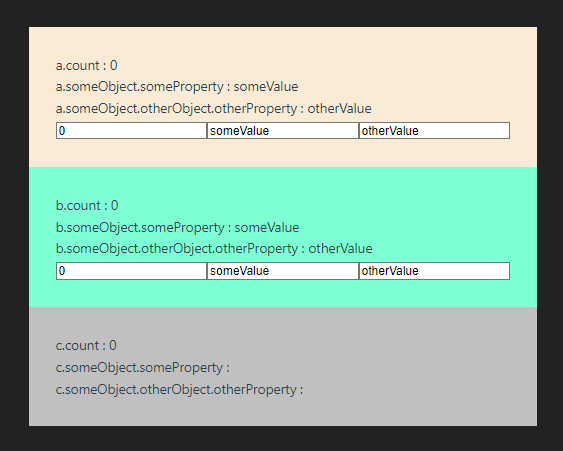 a.count : 0
a.someObject.someProperty : someValue
a.someObject.otherObject.otherProperty : otherValue
0 someValue otherValue
b.count : 0
b.someObject.someProperty : someValue
b.someObject.otherObject.otherProperty : otherValue
0 someValue otherValue
c.count : 0
c.someObject.someProperty :
c.someObject.otherObject.otherProperty :